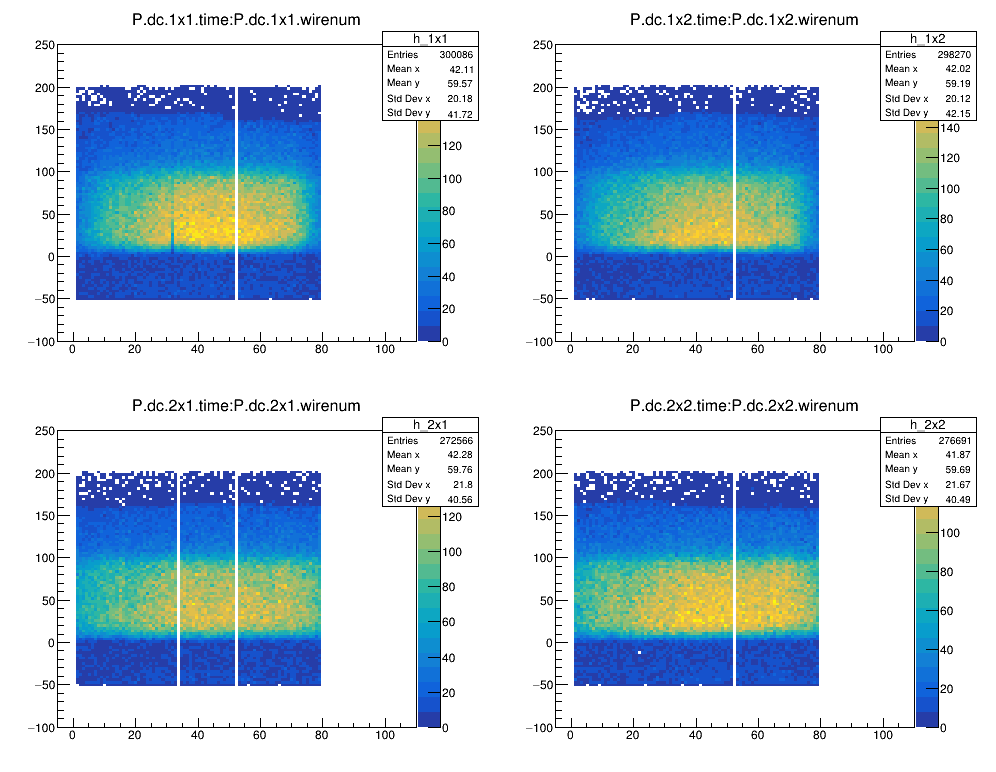 P.dc.1x1.time:P.dc.1x1.wirenum
h_1x1
Entries 300086
Mean x 42.11
Mean y 59.57
Std Dev x 20.18
Std Dev y 41.72
250
200
150
100
50
0
−50
−100
0 20 40 60 80 100
120
100
80
60
40
20
0
P.dc.1x2.time:P.dc.1x2.wirenum
h_1x2
Entries 298270
Mean x 42.02
Mean y 59.19
Std Dev x 20.12
Std Dev y 42.15
250
200
150
100
50
0
−50
−100
0 20 40 60 80 100
140
120
100
80
60
40
20
0
P.dc.2x1.time:P.dc.2x1.wirenum
h_2x1
Entries 272566
Mean x 42.28
Mean y 59.76
Std Dev x 21.8
Std Dev y 40.56
250
200
150
100
50
0
−50
−100
0 20 40 60 80 100
120
100
80
60
40
20
0
P.dc.2x2.time:P.dc.2x2.wirenum
h_2x2
Entries 276691
Mean x 41.87
Mean y 59.69
Std Dev x 21.67
Std Dev y 40.49
250
200
150
100
50
0
−50
−100
0 20 40 60 80 100
100
80
60
40
20
0